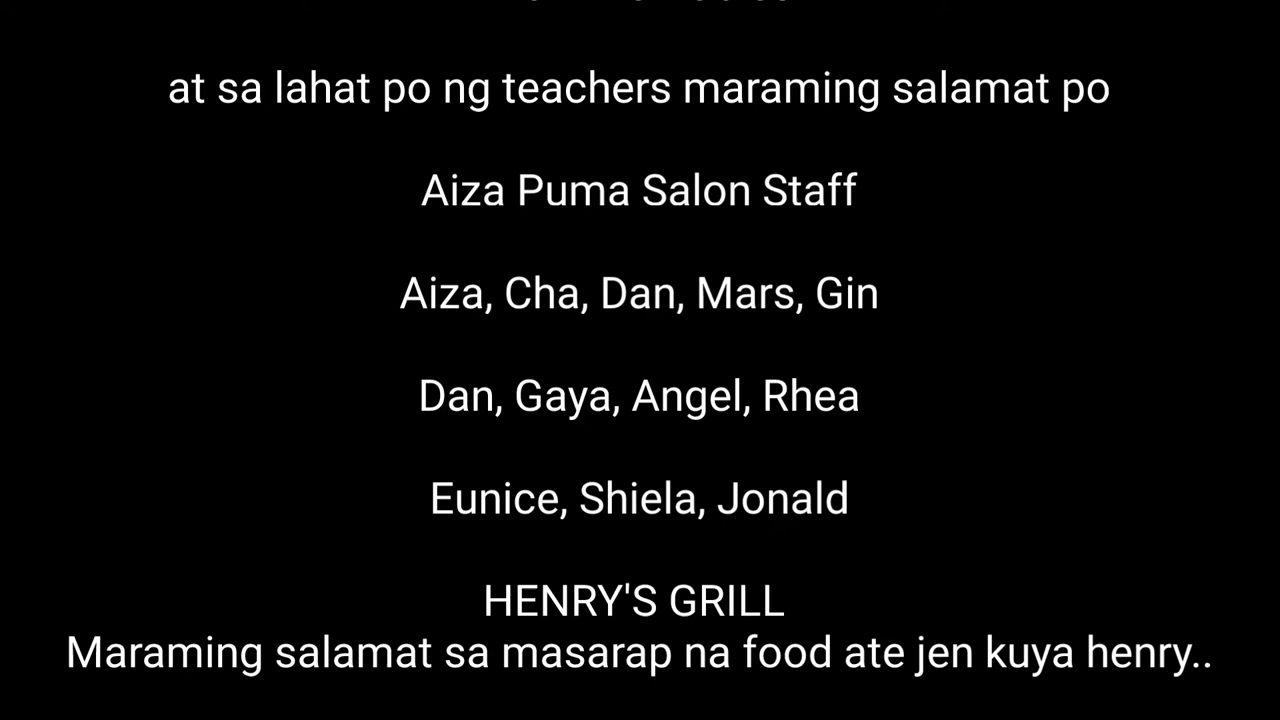 at sa lahat po ng teachers maraming salamat po
Aiza Puma Salon Staff
Aiza, Cha, Dan, Mars, Gin
Dan, Gaya, Angel, Rhea
Eunice, Shiela, Jonald
HENRY'S GRILL
Maraming salamat sa masarap na food ate jen kuya henry..